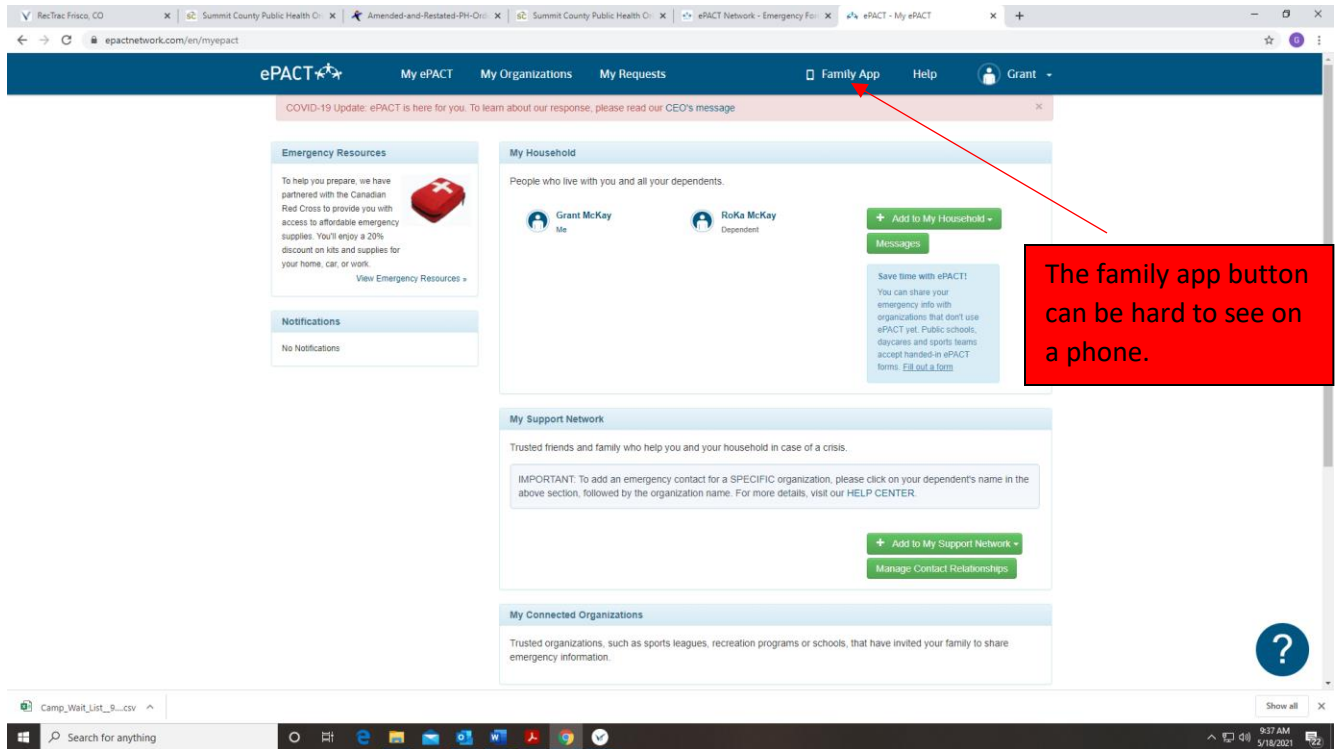 RecTrac Frisco, CO
Summit County Public Health Or
Amended-and-Restated-PH-Ord
Summit County Public Health Or
ePACT Network - Emergency For
ePACT - My ePACT
epactnetwork.com/en/myepact
G
ePACT
My ePACT My Organizations My Requests Family App Help Grant
COVID-19 Update: ePACT is here for you. To learn about our response, please read our CEO's message ×
Emergency Resources
To help you prepare, we have
partnered with the Canadian
Red Cross to provide you with
access to affordable emergency
supplies. You'll enjoy a 20%
discount on kits and supplies for
your home, car, or work.
View Emergency Resources »
Notifications
No Notifications
My Household
People who live with you and all your dependents.
Grant McKay
Me
RoKa McKay
Dependent
+ Add to My Household
Messages
Save time with ePACT!
You can share your
emergency info with
organizations that don't use
ePACT yet. Public schools,
daycares and sports teams
accept handed-in ePACT
forms. Fill out a form
The family app button
can be hard to see on
a phone.
My Support Network
Trusted friends and family who help you and your household in case of a crisis.
IMPORTANT: To add an emergency contact for a SPECIFIC organization, please click on your dependent's name in the
above section, followed by the organization name. For more details, visit our HELP CENTER.
+ Add to My Support Network
Manage Contact Relationships
My Connected Organizations
Trusted organizations, such as sports leagues, recreation programs or schools, that have invited your family to share
emergency information.
?
Camp_Wait_List__9....csv
Show all
Search for anything
9:37 AM
5/18/2021
22